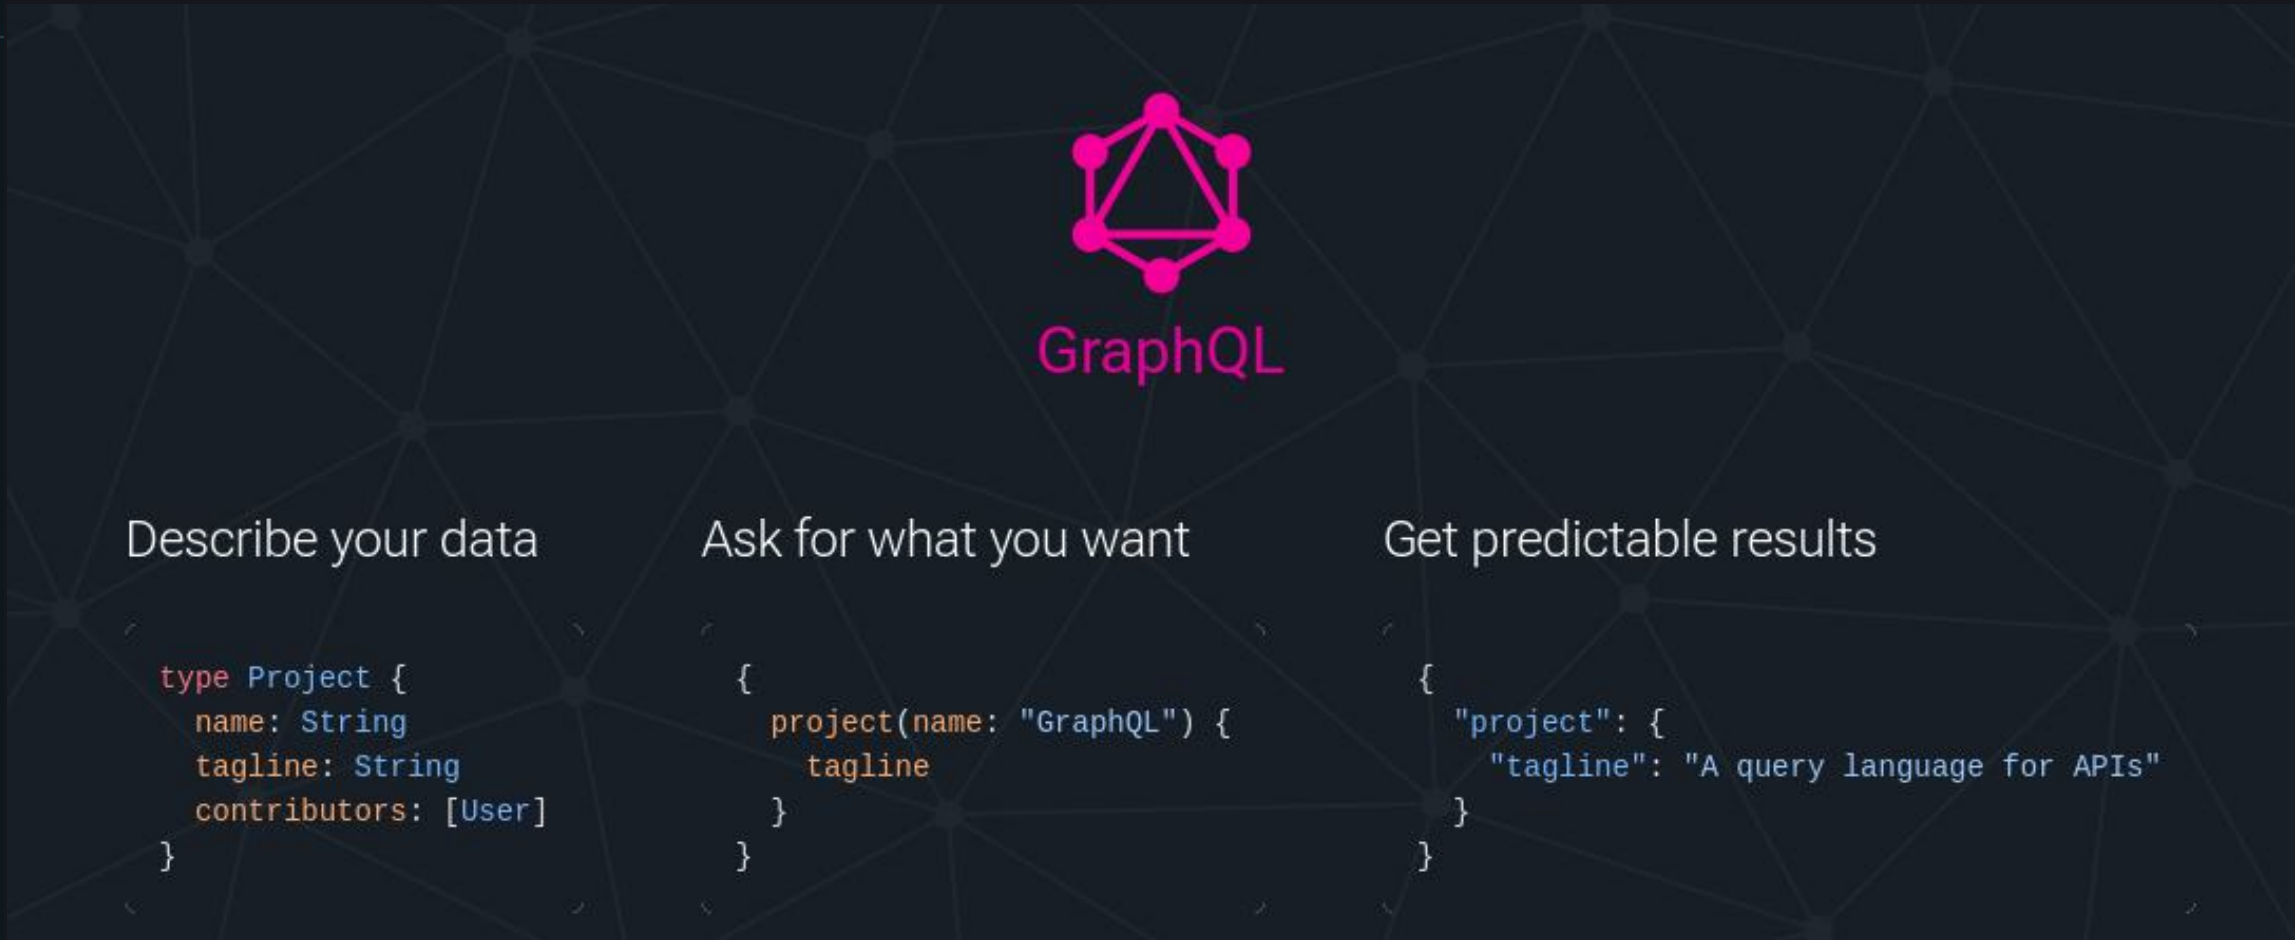 GraphQL
Describe your data
type Project {
  name: String
  tagline: String
  contributors: [User]
}
Ask for what you want
{
  project(name: "GraphQL") {
    tagline
  }
}
Get predictable results
{
  "project": {
    "tagline": "A query language for APIs"
  }
}